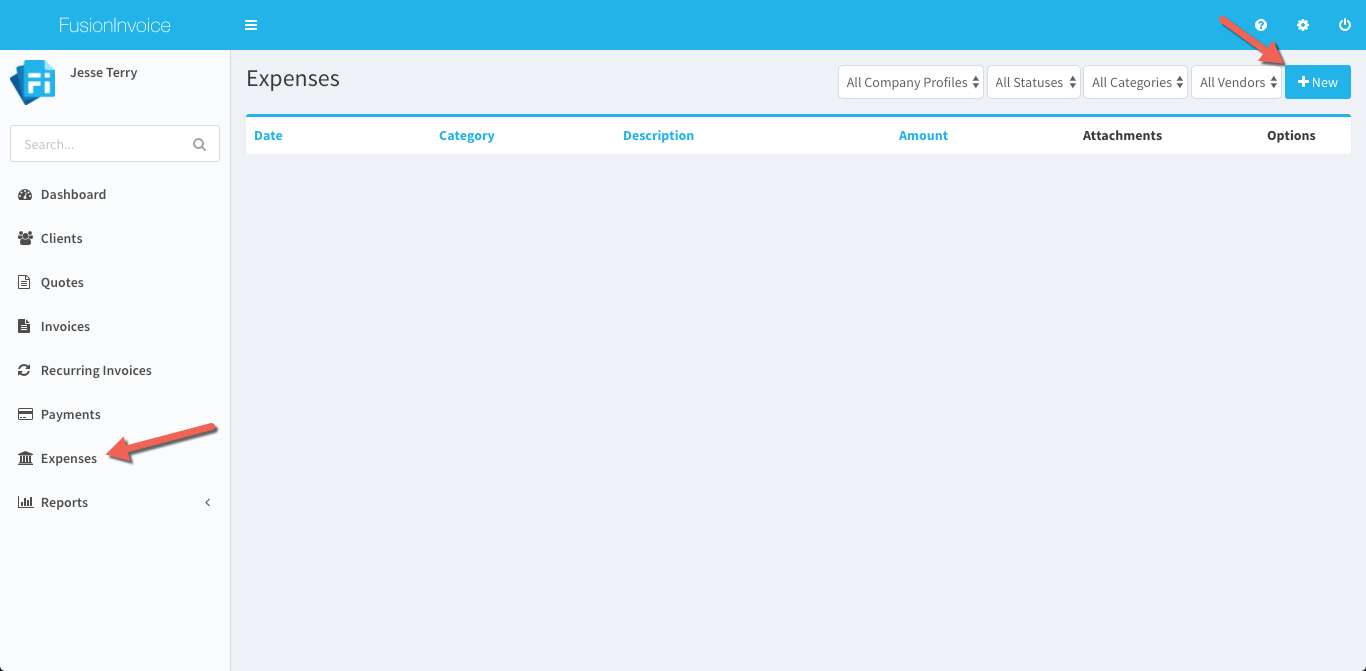 FusionInvoice
Fi
Jesse Terry
Search...
Dashboard
Clients
Quotes
Invoices
Recurring Invoices
Payments
Expenses
Reports
Expenses
All Company Profiles All Statuses All Categories All Vendors New
Date Category Description Amount Attachments Options